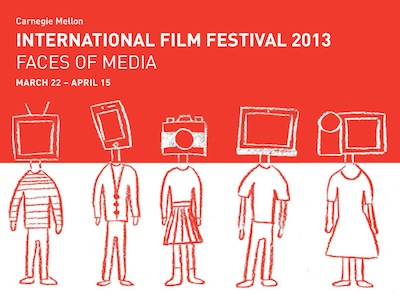 Carnegie Mellon
INTERNATIONAL FILM FESTIVAL 2013
FACES OF MEDIA
MARCH 22 – APRIL 15